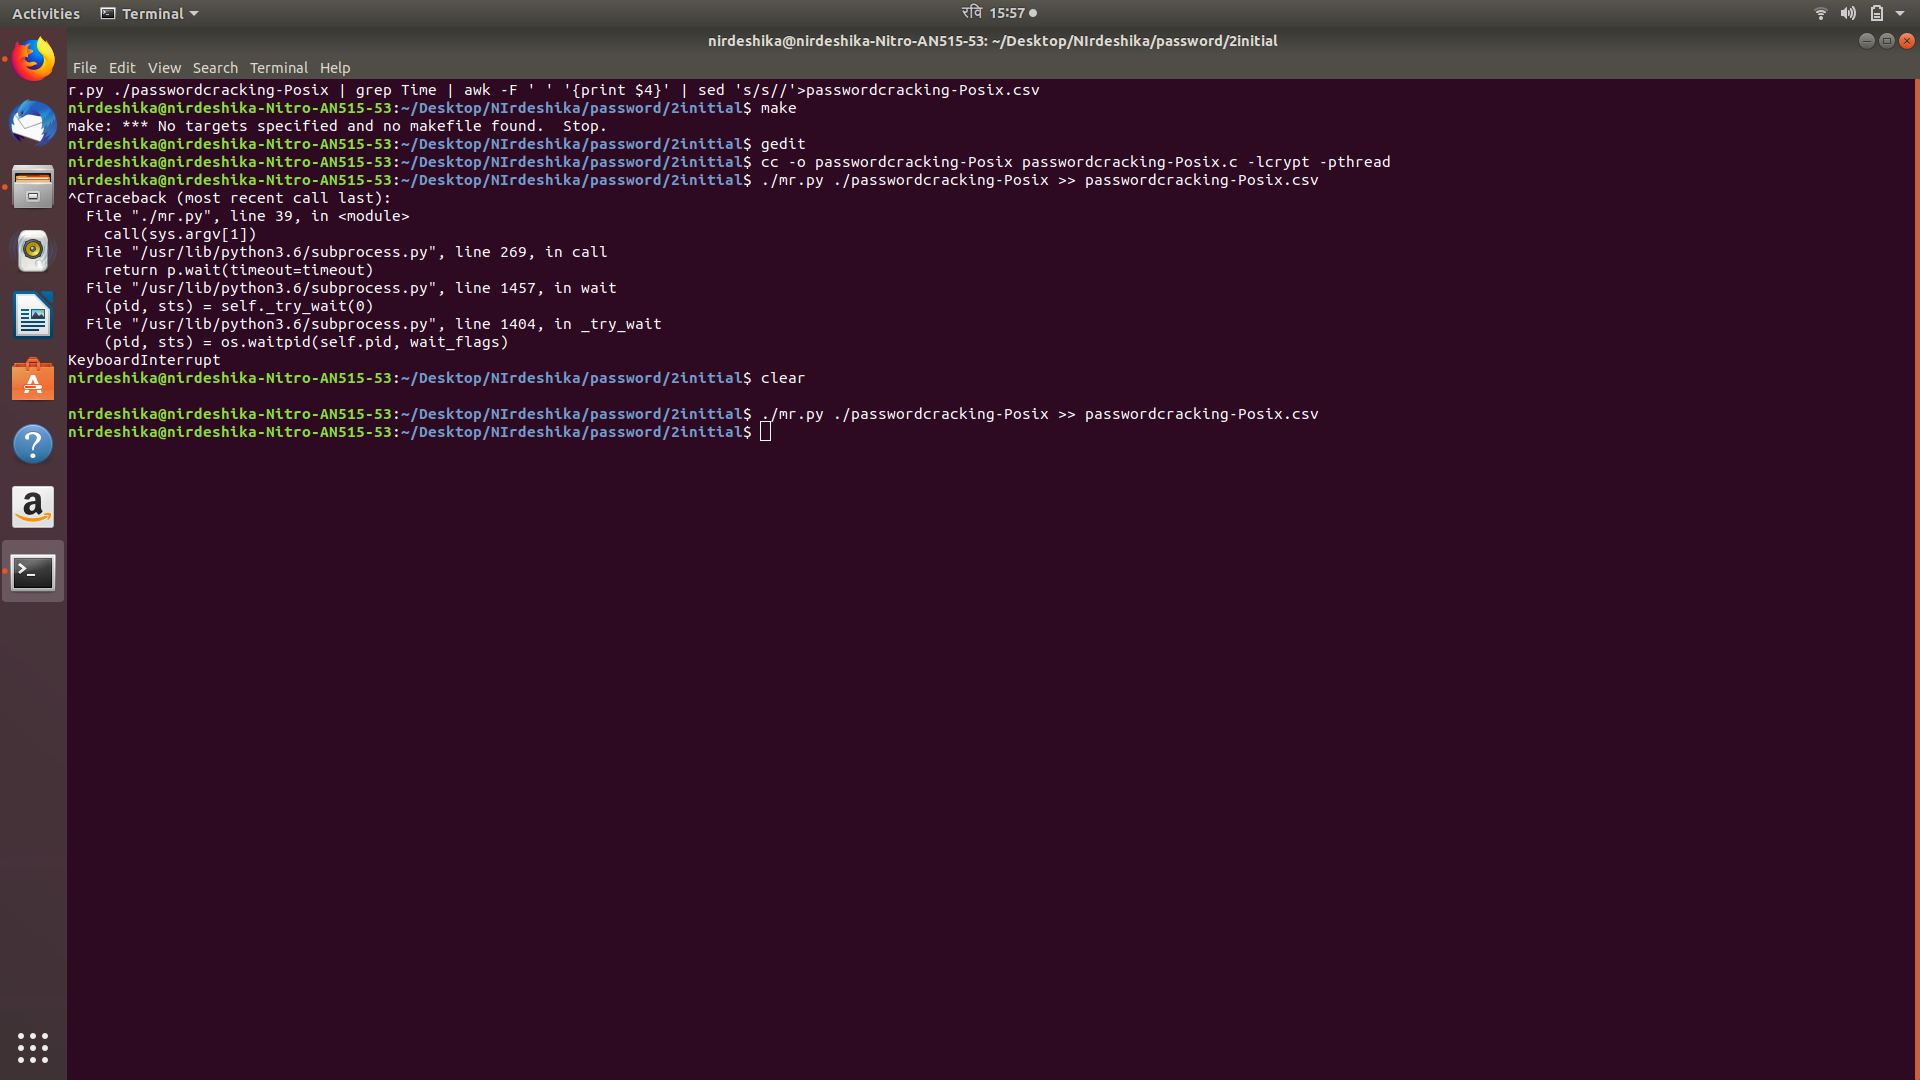 Activities Terminal रवि 15:57
nirdeshika@nirdeshika-Nitro-AN515-53: ~/Desktop/NIrdeshika/password/2initial
File Edit View Search Terminal Help
r.py ./passwordcracking-Posix | grep Time | awk -F ' ' '{print $4}' | sed 's/s//'>passwordcracking-Posix.csv
nirdeshika@nirdeshika-Nitro-AN515-53:~/Desktop/NIrdeshika/password/2initial$ make
make: *** No targets specified and no makefile found.  Stop.
nirdeshika@nirdeshika-Nitro-AN515-53:~/Desktop/NIrdeshika/password/2initial$ gedit
nirdeshika@nirdeshika-Nitro-AN515-53:~/Desktop/NIrdeshika/password/2initial$ cc -o passwordcracking-Posix passwordcracking-Posix.c -lcrypt -pthread
nirdeshika@nirdeshika-Nitro-AN515-53:~/Desktop/NIrdeshika/password/2initial$ ./mr.py ./passwordcracking-Posix >> passwordcracking-Posix.csv
^CTraceback (most recent call last):
  File "./mr.py", line 39, in <module>
    call(sys.argv[1])
  File "/usr/lib/python3.6/subprocess.py", line 269, in call
    return p.wait(timeout=timeout)
  File "/usr/lib/python3.6/subprocess.py", line 1457, in wait
    (pid, sts) = self._try_wait(0)
  File "/usr/lib/python3.6/subprocess.py", line 1404, in _try_wait
    (pid, sts) = os.waitpid(self.pid, wait_flags)
KeyboardInterrupt
nirdeshika@nirdeshika-Nitro-AN515-53:~/Desktop/NIrdeshika/password/2initial$ clear
nirdeshika@nirdeshika-Nitro-AN515-53:~/Desktop/NIrdeshika/password/2initial$ ./mr.py ./passwordcracking-Posix >> passwordcracking-Posix.csv
nirdeshika@nirdeshika-Nitro-AN515-53:~/Desktop/NIrdeshika/password/2initial$